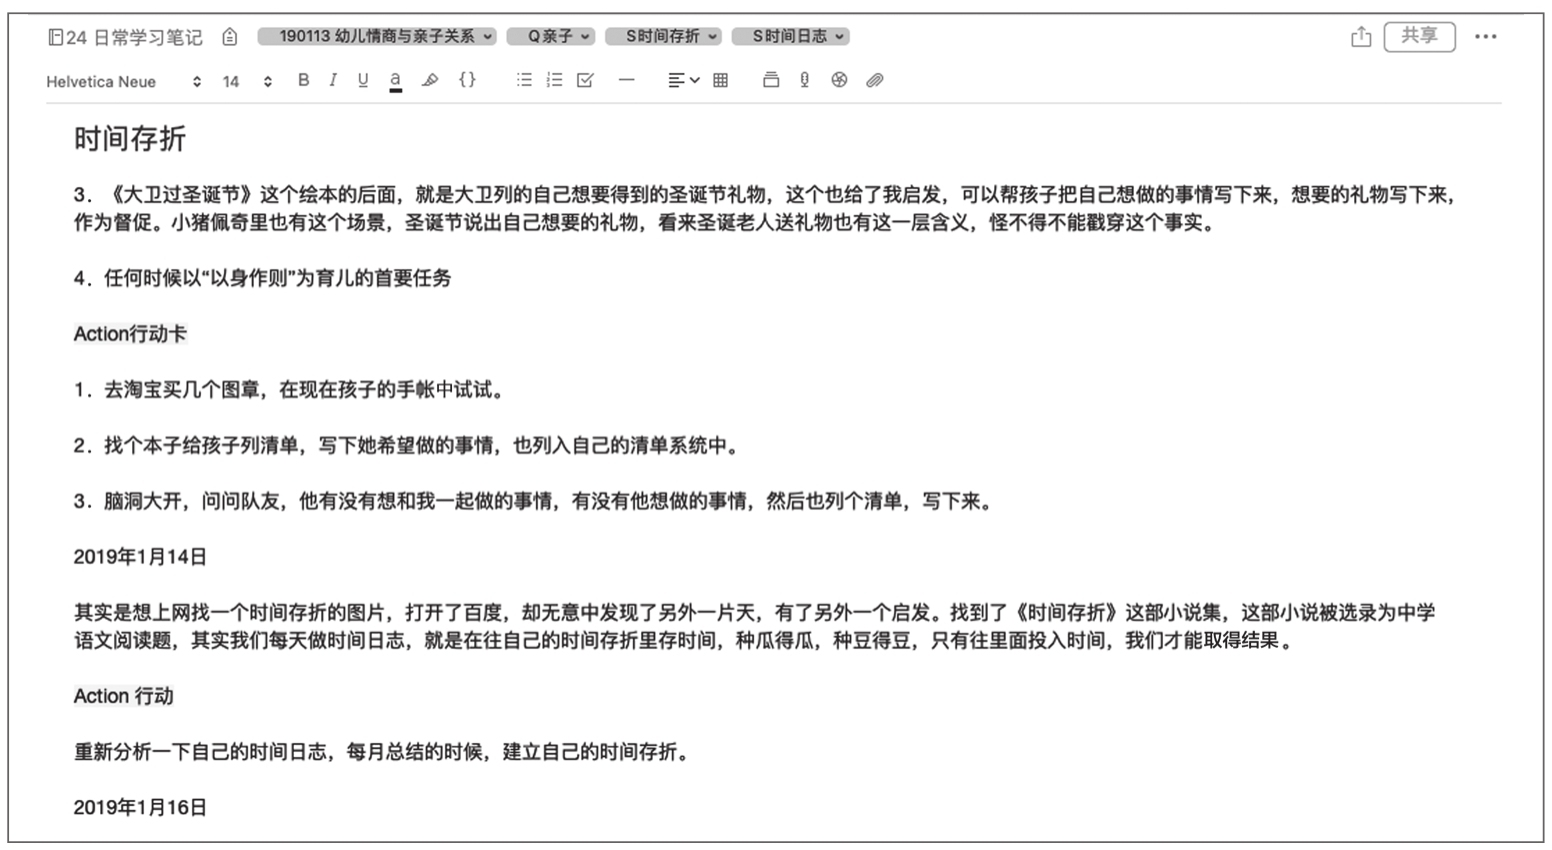 24 日常学习笔记 190113 幼儿情商与亲子关系 Q亲子 S时间存折 S时间日志 共享
Helvetica Neue 14 B I U a {}
时间存折
3. 《大卫过圣诞节》这个绘本的后面，就是大卫列的自己想要得到的圣诞节礼物，这个也给了我启发，可以帮孩子把自己想做的事情写下来，想要的礼物写下来，
作为督促。小猪佩奇里也有这个场景，圣诞节说出自己想要的礼物，看来圣诞老人送礼物也有这一层含义，怪不得不能戳穿这个事实。
4. 任何时候以“以身作则”为育儿的首要任务
Action行动卡
1. 去淘宝买几个图章，在现在孩子的手帐中试试。
2. 找个本子给孩子列清单，写下她希望做的事情，也列入自己的清单系统中。
3. 脑洞大开，问问队友，他有没有想和我一起做的事情，有没有他想做的事情，然后也列个清单，写下来。
2019年1月14日
其实是想上网找一个时间存折的图片，打开了百度，却无意中发现了另外一片天，有了另外一个启发。找到了《时间存折》这部小说集，这部小说被选录为中学
语文阅读题，其实我们每天做时间日志，就是在往自己的时间存折里存时间，种瓜得瓜，种豆得豆，只有往里面投入时间，我们才能取得结果。
Action 行动
重新分析一下自己的时间日志，每月总结的时候，建立自己的时间存折。
2019年1月16日